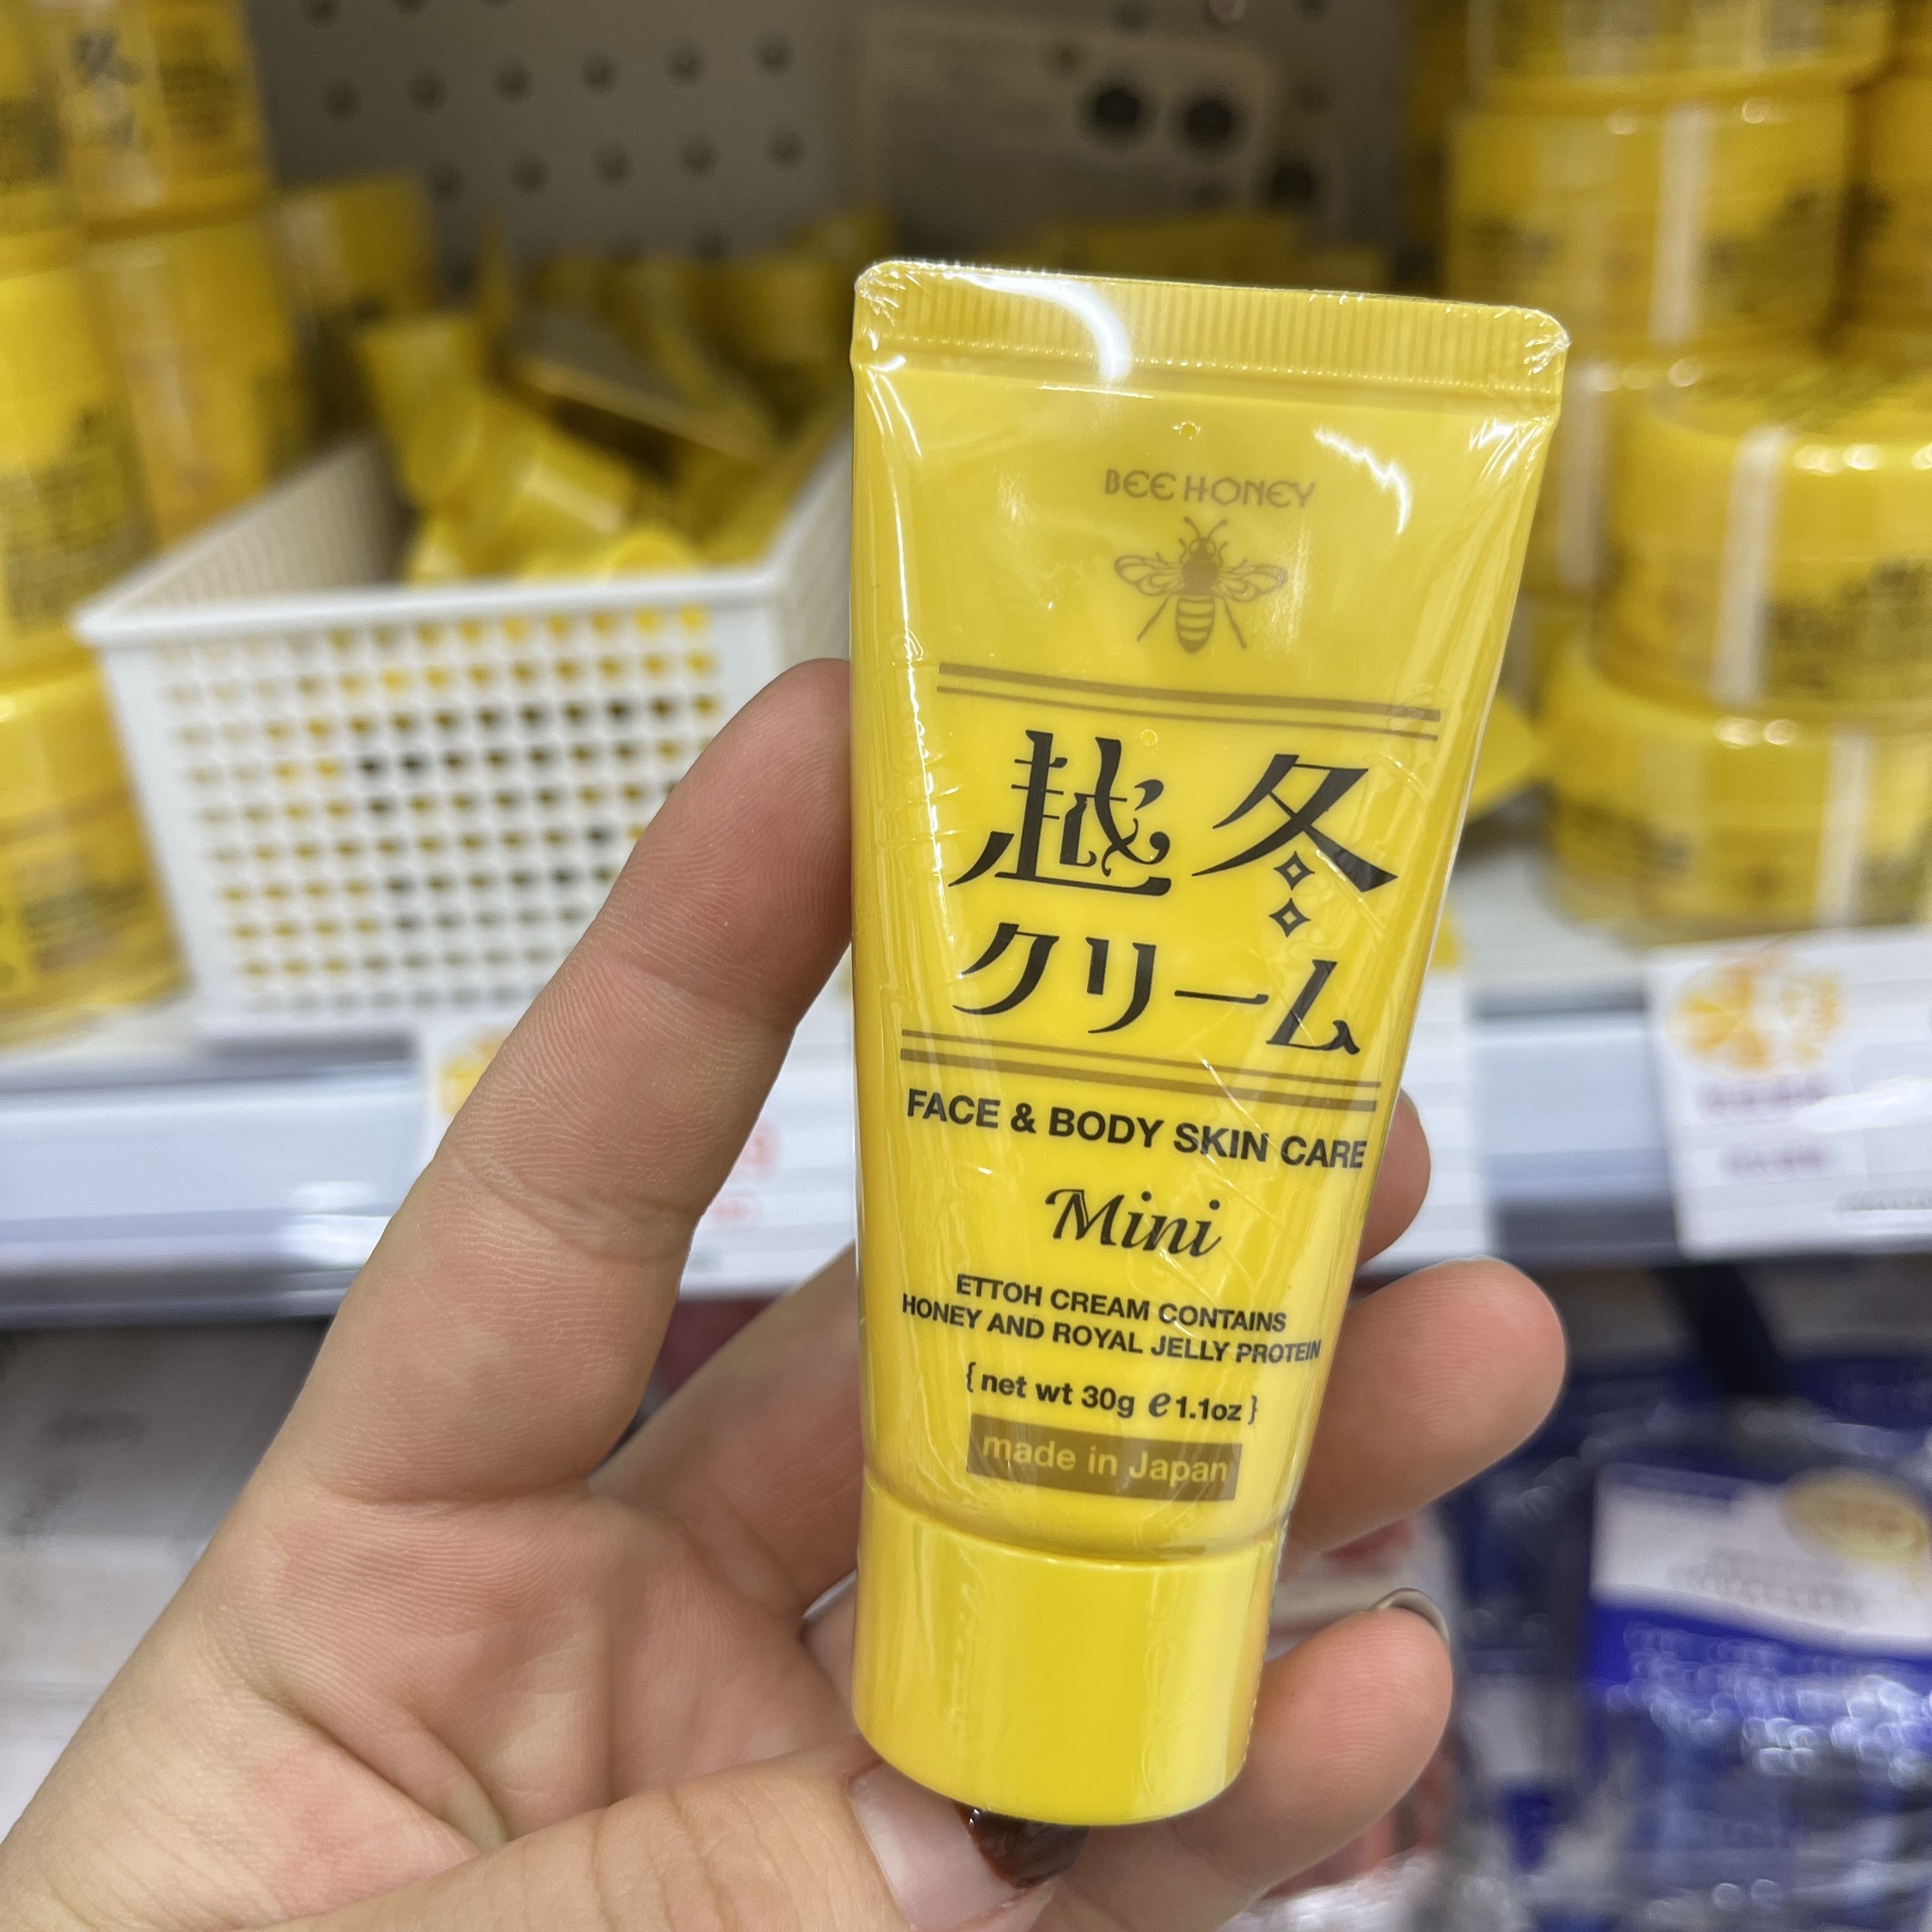 BEE HONEY
越冬
クリーム
FACE & BODY SKIN CARE
Mini
ETTOH CREAM CONTAINS
HONEY AND ROYAL JELLY PROTEIN
{ net wt 30g ℮ 1.1oz }
made in Japan